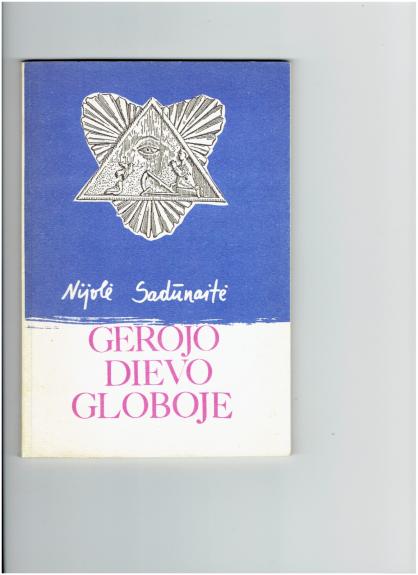 Nijolė Sadūnaitė
GEROJO
DIEVO
GLOBOJE